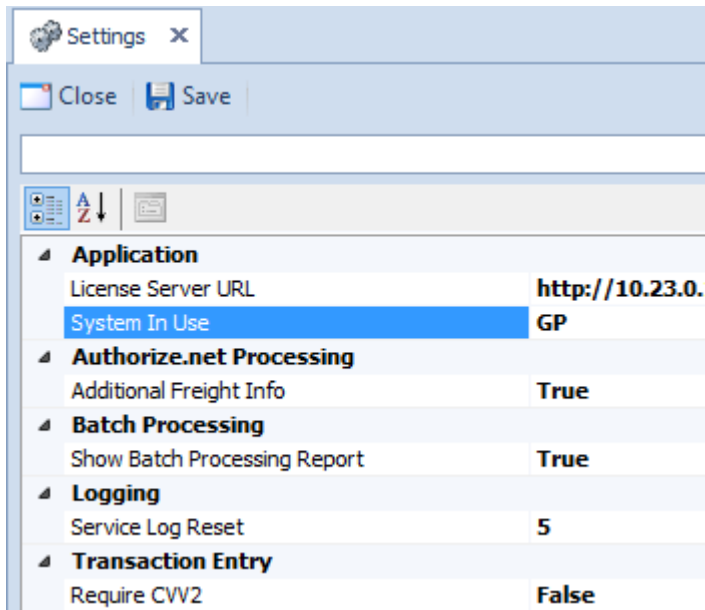 Settings
Close Save
A
Z
Application
License Server URL http://10.23.0.
System In Use GP
Authorize.net Processing
Additional Freight Info True
Batch Processing
Show Batch Processing Report True
Logging
Service Log Reset 5
Transaction Entry
Require CVV2 False